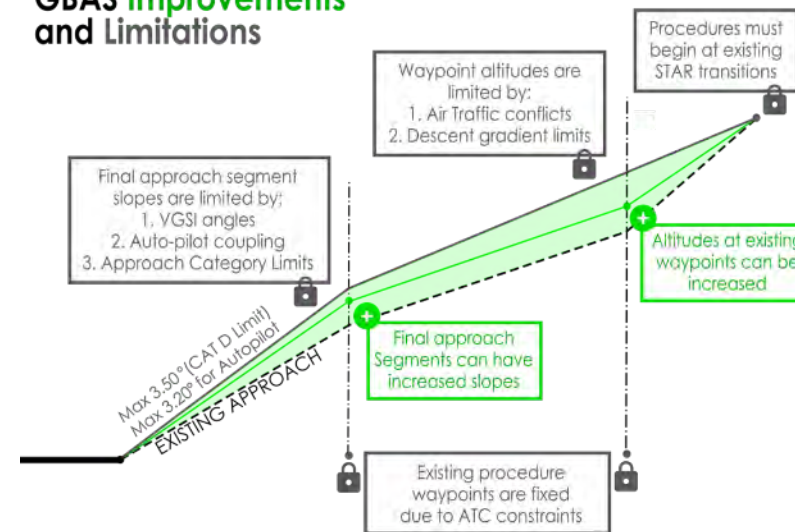 GBAS Improvements
and Limitations
Procedures must
begin at existing
STAR transitions
Waypoint altitudes are
limited by:
1. Air Traffic conflicts
2. Descent gradient limits
Final approach segment
slopes are limited by:
1. VGSI angles
2. Auto-pilot coupling
3. Approach Category Limits
Altitudes at existing
waypoints can be
increased
Final approach
Segments can have
increased slopes
Max 3.50° (CAT D Limit)
Max 3.20° for Autopilot
EXISTING APPROACH
Existing procedure
waypoints are fixed
due to ATC constraints